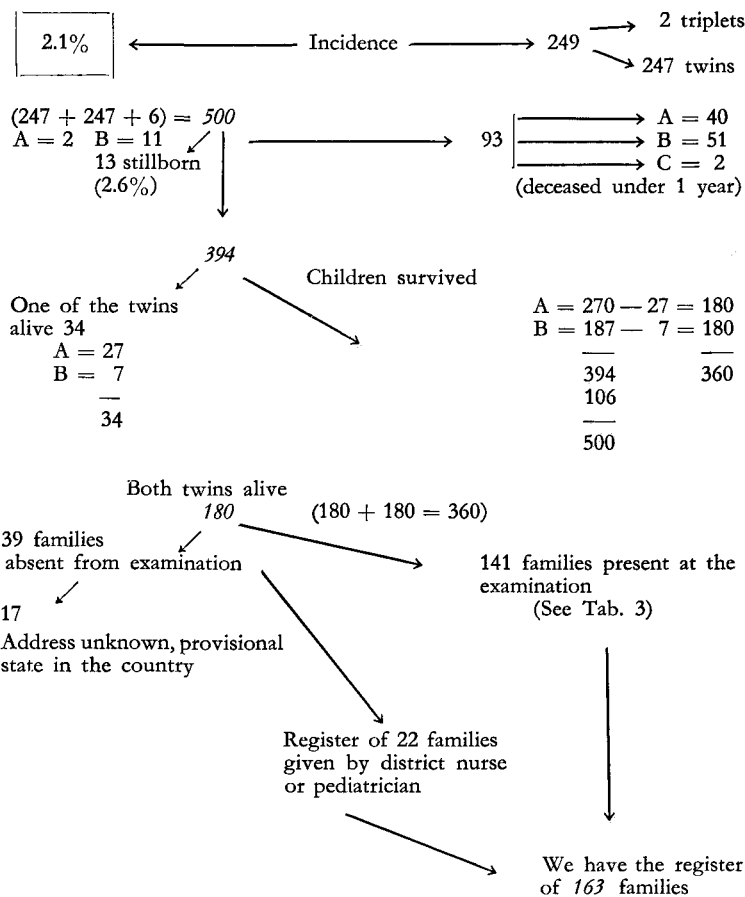 2.1%
Incidence
249
2 triplets
247 twins
(247 + 247 + 6) = 500
A = 2 B = 11
13 stillborn
(2.6%)
93
A = 40
B = 51
C = 2
(deceased under 1 year)
394
Children survived
One of the twins
alive 34
A = 27
B = 7
34
A = 270 — 27 = 180
B = 187 — 7 = 180
394 360
106
500
Both twins alive
180 (180 + 180 = 360)
39 families
absent from examination
17
Address unknown, provisional
state in the country
141 families present at the
examination
(See Tab. 3)
Register of 22 families
given by district nurse
or pediatrician
We have the register
of 163 families